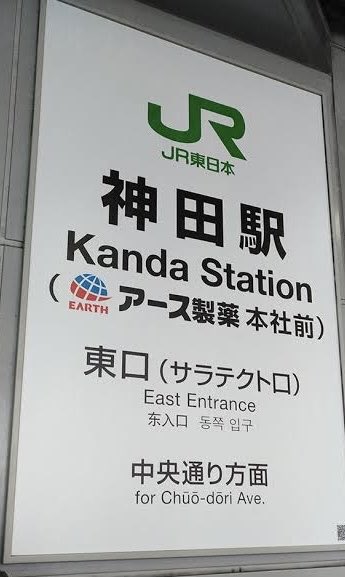 JR
JR東日本
神田駅
Kanda Station
(EARTH アース製薬 本社前)
東口(サラテクト口)
East Entrance
东入口 동쪽 입구
中央通り方面
for Chūō-dōri Ave.